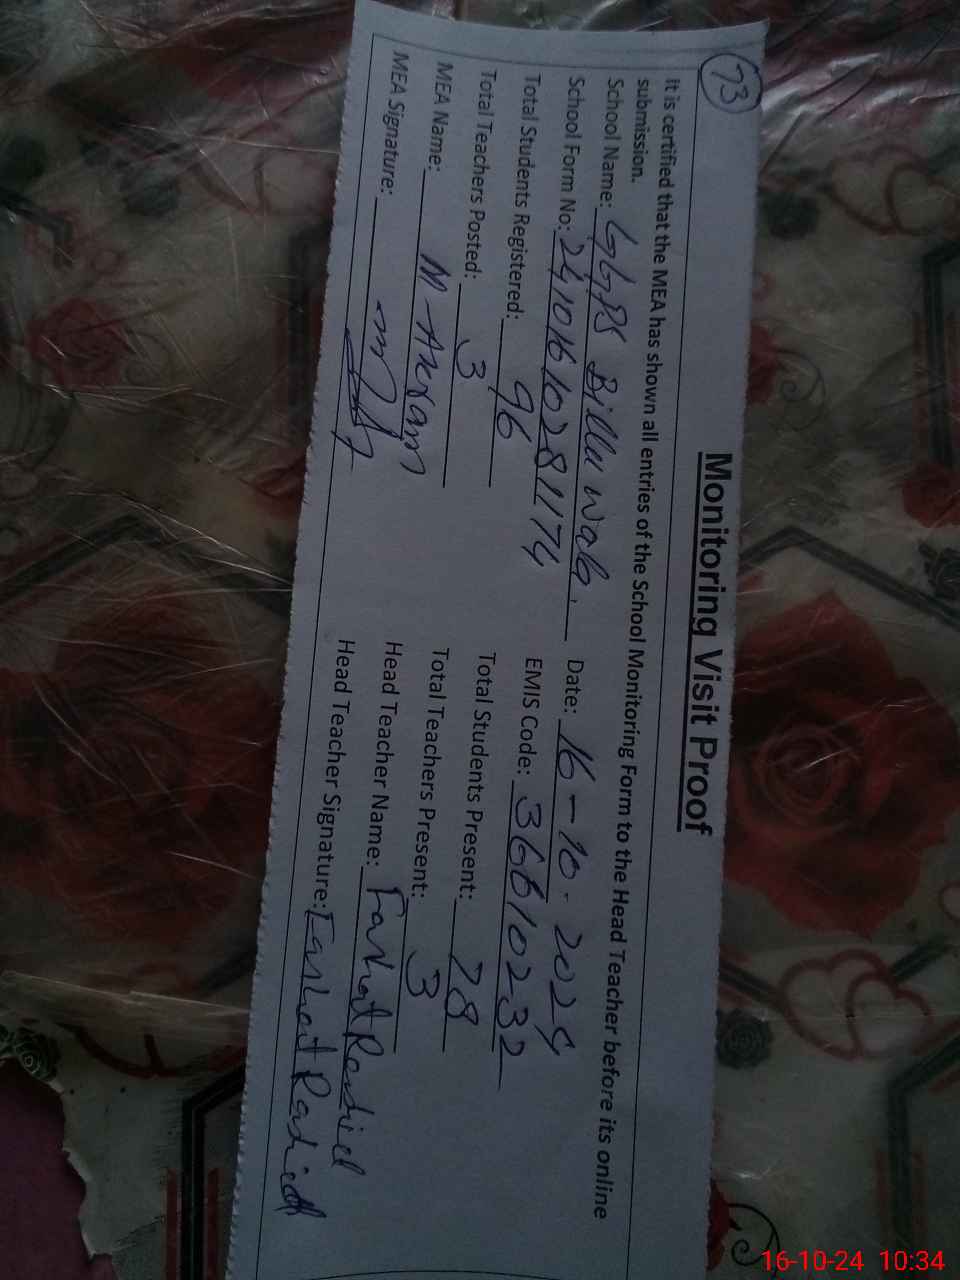 73
Monitoring Visit Proof
It is certified that the MEA has shown all entries of the School Monitoring Form to the Head Teacher before its online
submission.
School Name: GGPS Billu wala. Date: 16-10-2024
School Form No: 24101610281174 EMIS Code: 36610232
Total Students Registered: 96 Total Students Present: 78
Total Teachers Posted: 3 Total Teachers Present: 3
MEA Name: M-Akram Head Teacher Name: Farhat Rashid
MEA Signature: Head Teacher Signature: Farhat Rashid
16-10-24 10:34